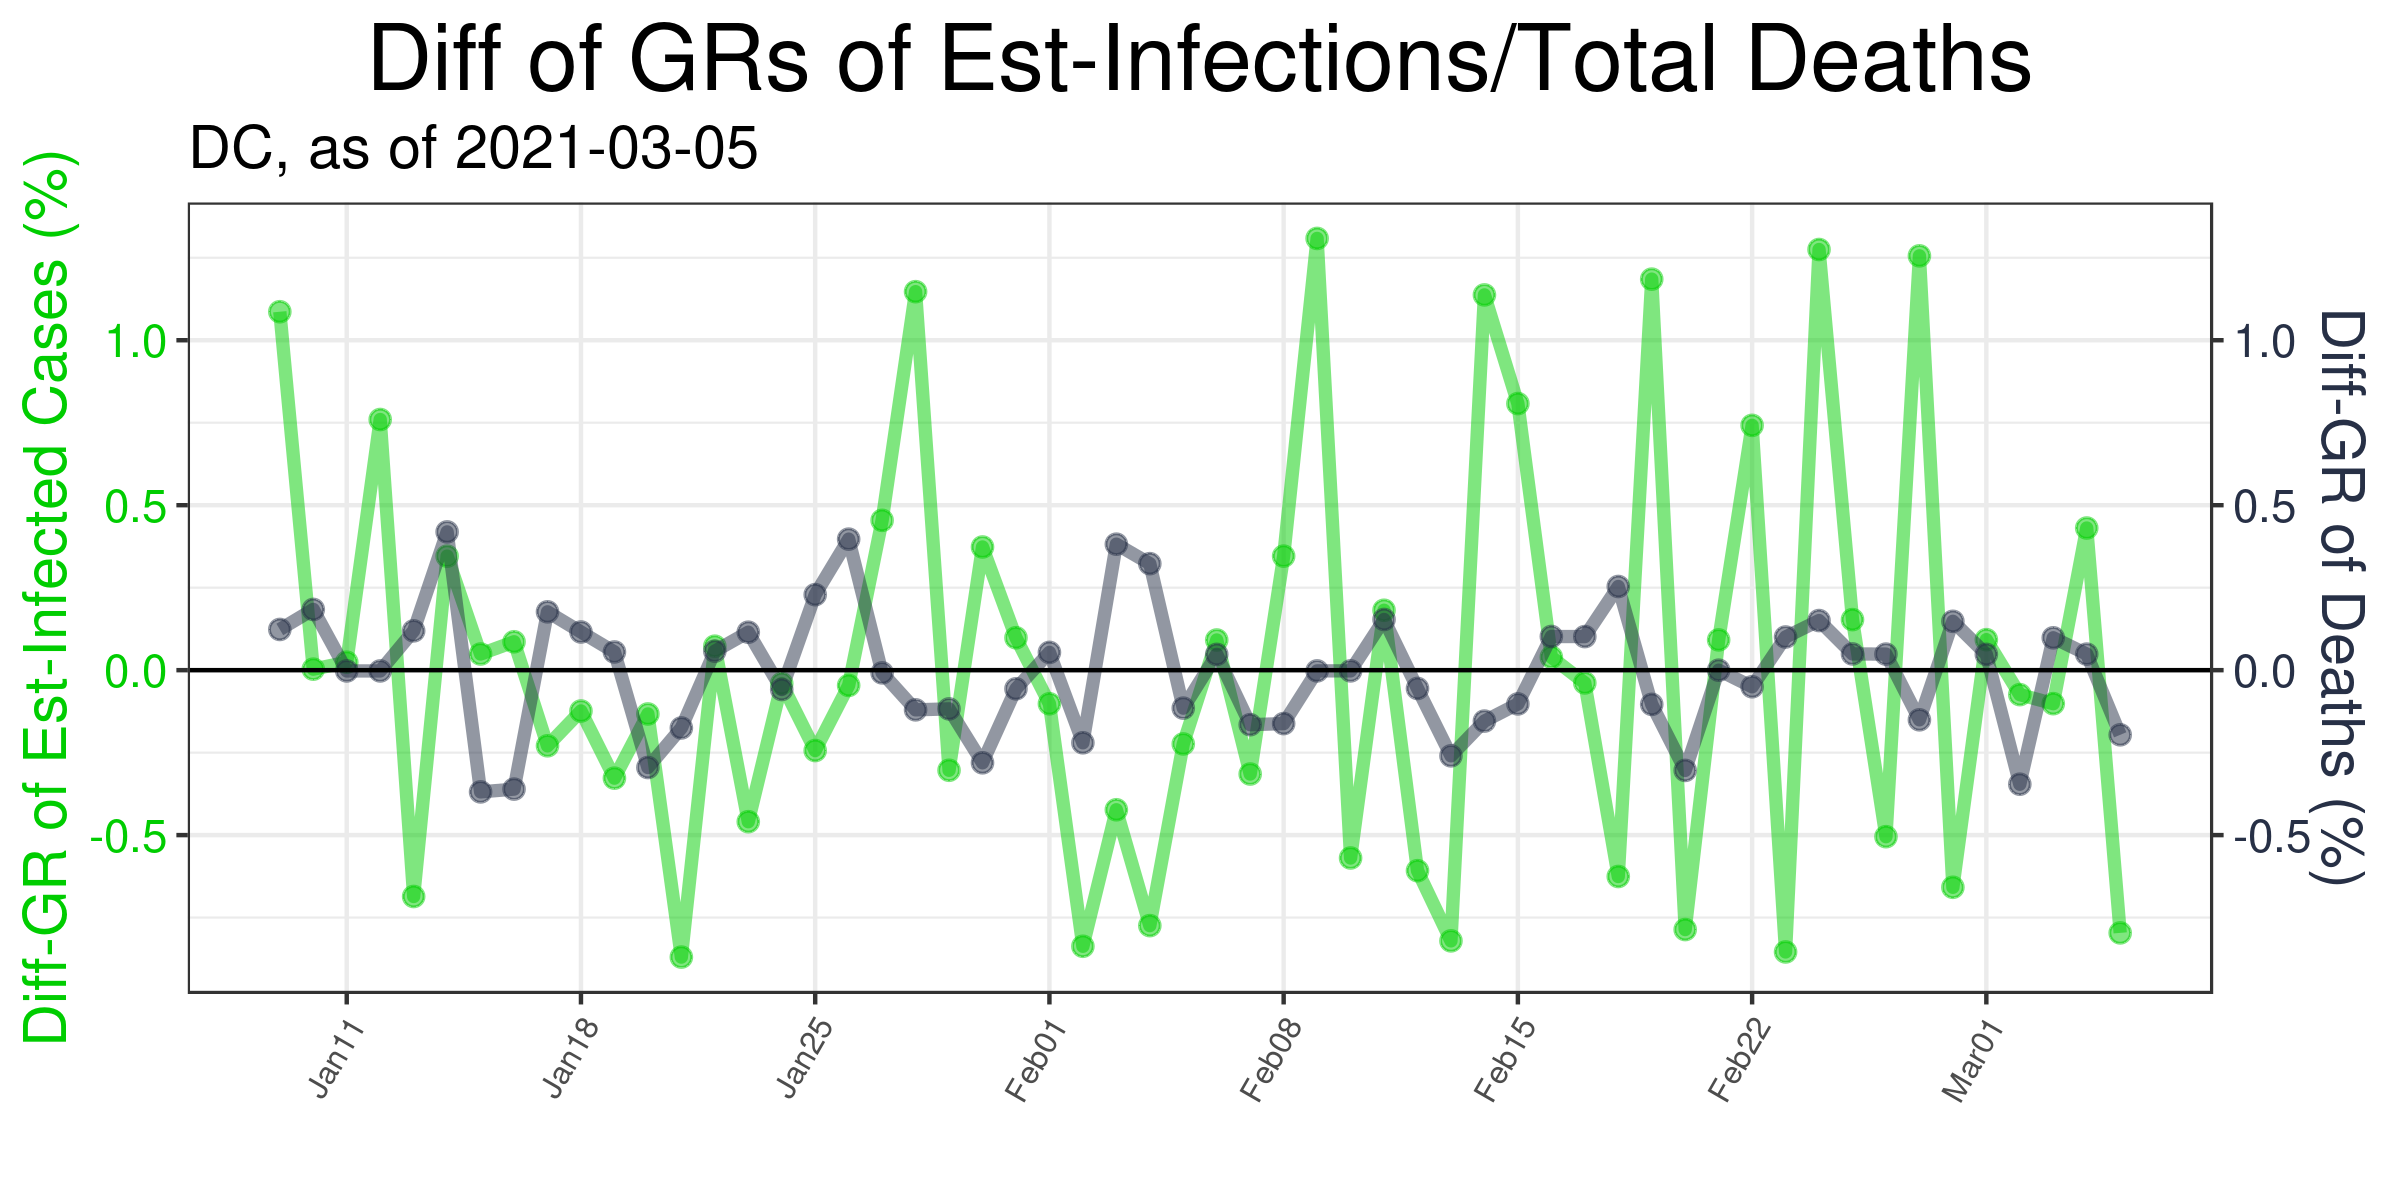 Diff of GRs of Est-Infections/Total Deaths
DC, as of 2021-03-05
Diff-GR of Est-Infected Cases (%)
1.0
0.5
0.0
-0.5
1.0
0.5
0.0
-0.5
Diff-GR of Deaths (%)
Jan11
Jan18
Jan25
Feb01
Feb08
Feb15
Feb22
Mar01